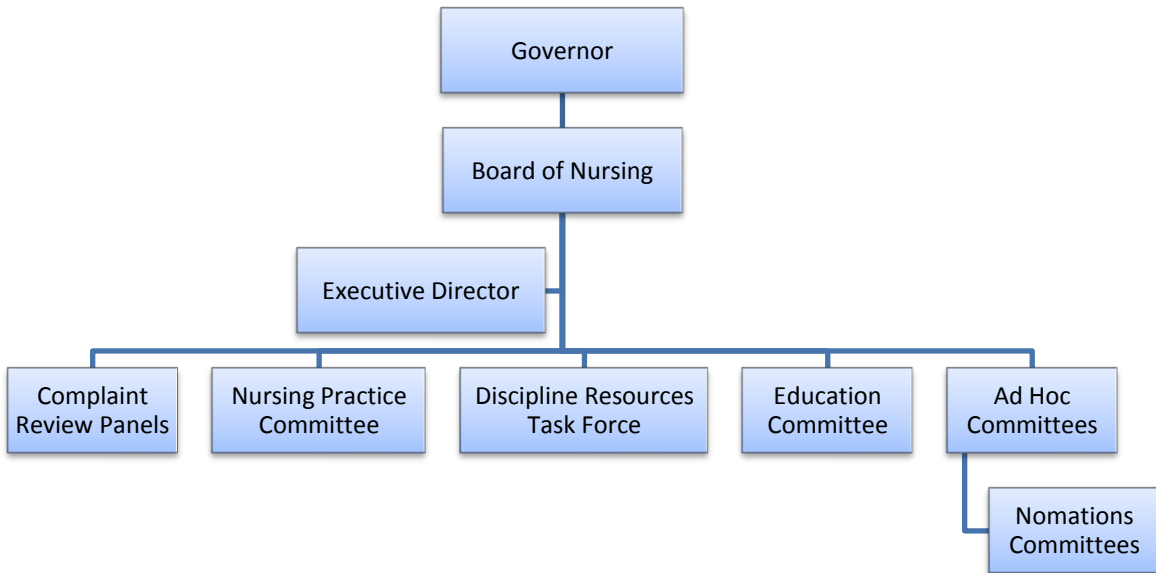 Governor
Board of Nursing
Executive Director
Complaint
Review Panels
Nursing Practice
Committee
Discipline Resources
Task Force
Education
Committee
Ad Hoc
Committees
Nomations
Committees